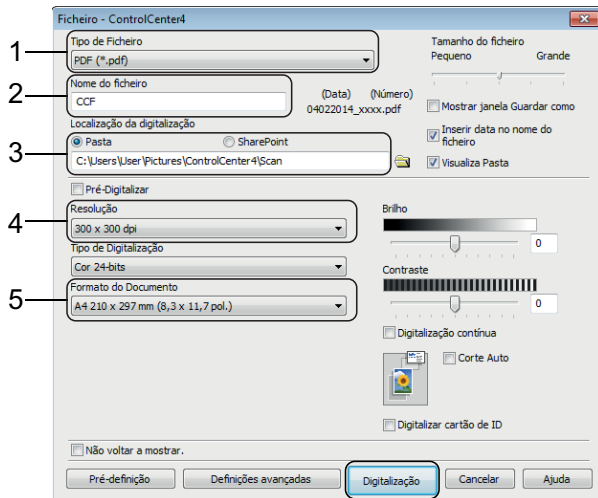 Ficheiro - ControlCenter4
1
Tipo de Ficheiro
PDF (*.pdf)
Tamanho do ficheiro
Pequeno Grande
2
Nome do ficheiro
CCF
(Data) (Número)
04022014_xxxx.pdf
Mostrar janela Guardar como
Inserir data no nome do
ficheiro
Visualiza Pasta
Localização da digitalização
3
Pasta SharePoint
C:\Users\User\Pictures\ControlCenter4\Scan
Pré-Digitalizar
4
Resolução
300 x 300 dpi
Tipo de Digitalização
Cor 24-bits
5
Formato do Documento
A4 210 x 297 mm (8,3 x 11,7 pol.)
Brilho
0
Contraste
0
Digitalização contínua
Corte Auto
Digitalizar cartão de ID
Não voltar a mostrar.
Pré-definição Definições avançadas Digitalização Cancelar Ajuda